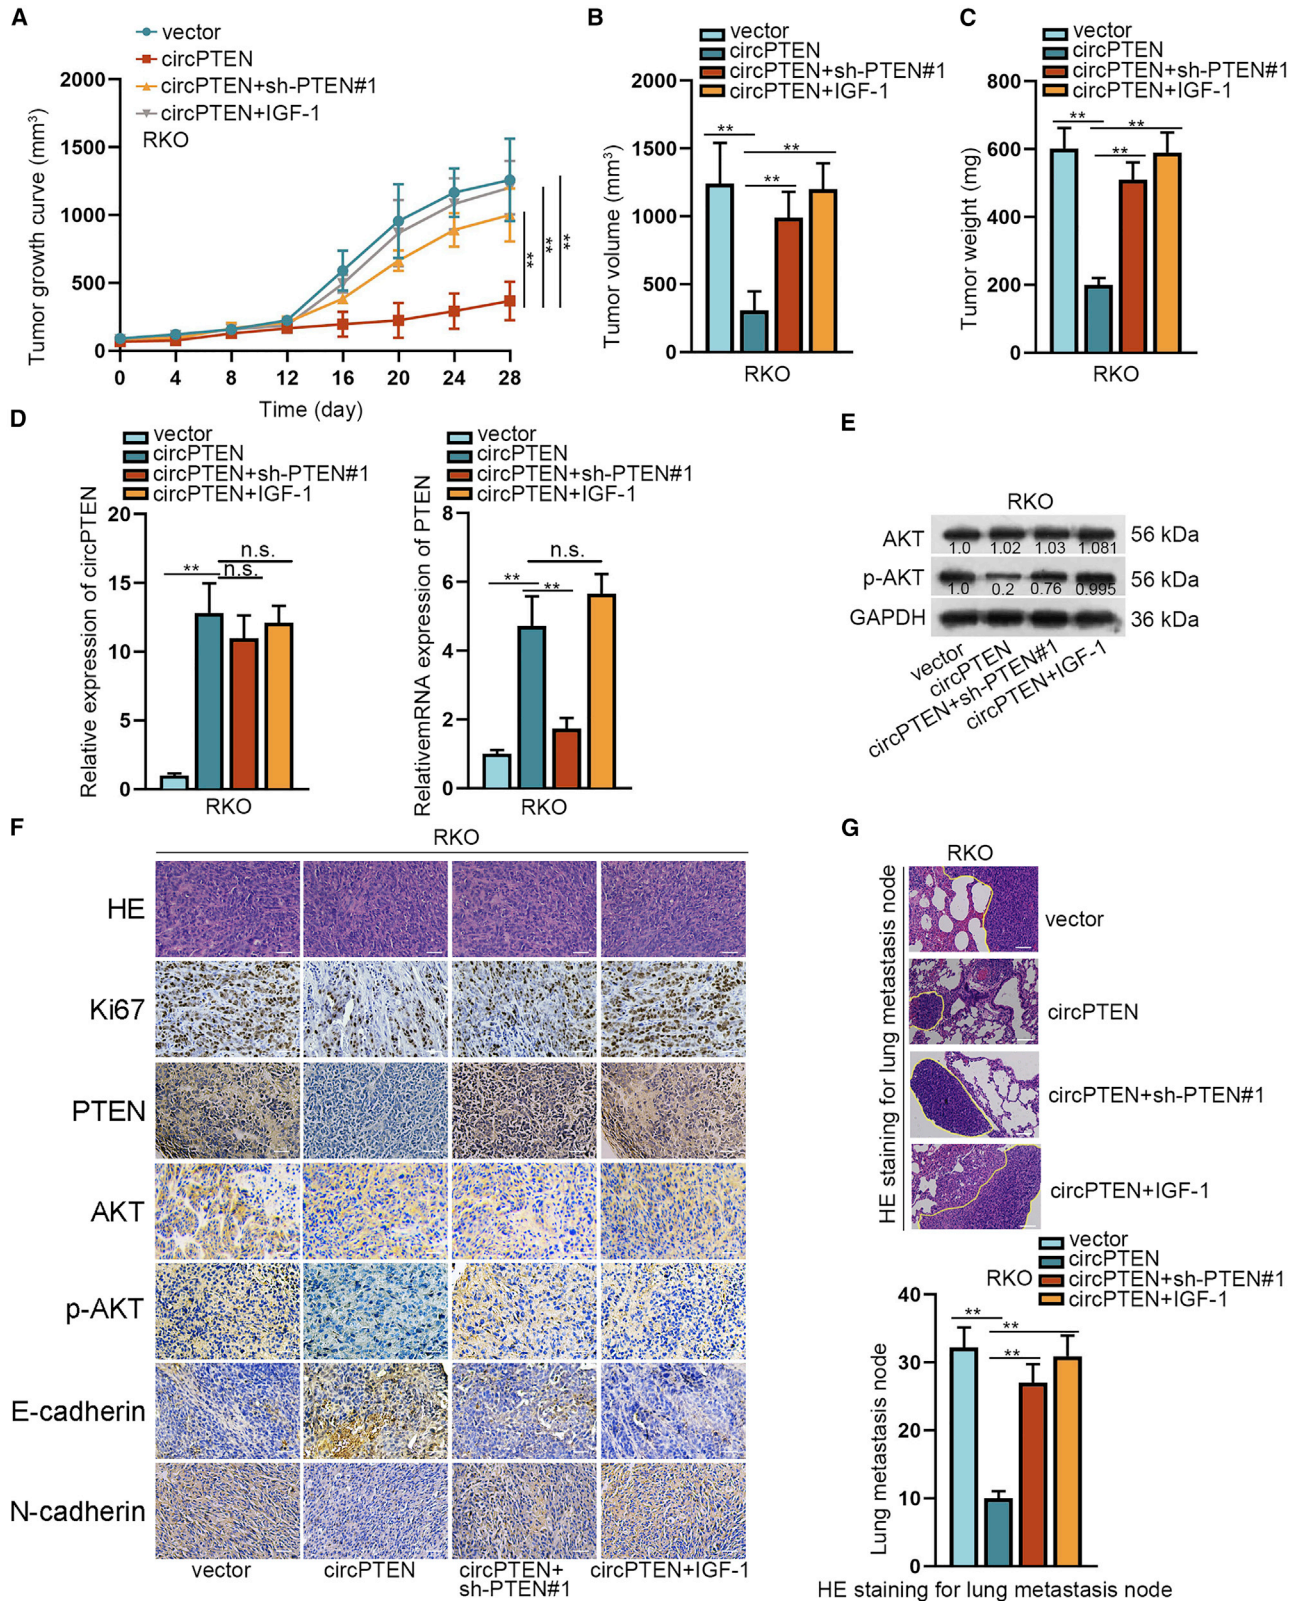 A
vector
circPTEN
circPTEN+sh-PTEN#1
circPTEN+IGF-1
RKO
Tumor growth curve (mm³)
2000
1500
1000
500
0
0 4 8 12 16 20 24 28
Time (day)
**
**
**
B
vector
circPTEN
circPTEN+sh-PTEN#1
circPTEN+IGF-1
Tumor volume (mm³)
2000
1500
1000
500
0
**
**
**
RKO
C
vector
circPTEN
circPTEN+sh-PTEN#1
circPTEN+IGF-1
Tumor weight (mg)
800
600
400
200
0
**
**
**
RKO
D
vector
circPTEN
circPTEN+sh-PTEN#1
circPTEN+IGF-1
Relative expression of circPTEN
20
15
10
5
0
n.s.
**
n.s.
RKO
vector
circPTEN
circPTEN+sh-PTEN#1
circPTEN+IGF-1
RelativemRNA expression of PTEN
8
6
4
2
0
n.s.
**
**
RKO
E
RKO
AKT
1.0 1.02 1.03 1.081
56 kDa
p-AKT
1.0 0.2 0.76 0.995
56 kDa
GAPDH
36 kDa
vector
circPTEN
circPTEN+sh-PTEN#1
circPTEN+IGF-1
F
RKO
HE
Ki67
PTEN
AKT
p-AKT
E-cadherin
N-cadherin
vector
circPTEN
circPTEN+
sh-PTEN#1
circPTEN+IGF-1
G
RKO
HE staining for lung metastasis node
vector
circPTEN
circPTEN+sh-PTEN#1
circPTEN+IGF-1
vector
circPTEN
circPTEN+sh-PTEN#1
circPTEN+IGF-1
RKO
Lung metastasis node
40
30
20
10
0
**
**
**
HE staining for lung metastasis node